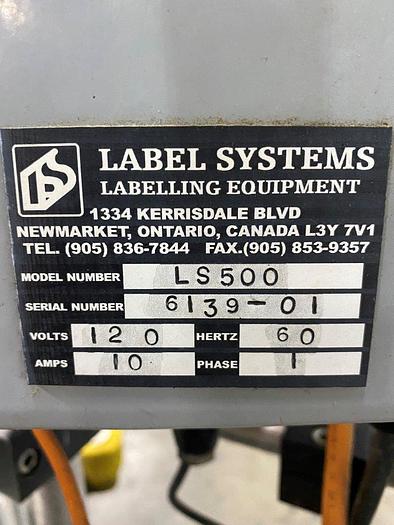 LS
LABEL SYSTEMS
LABELLING EQUIPMENT
1334 KERRISDALE BLVD
NEWMARKET, ONTARIO, CANADA L3Y 7V1
TEL. (905) 836-7844 FAX.(905) 853-9357
MODEL NUMBER LS500
SERIAL NUMBER 6139-01
VOLTS 120 HERTZ 60
AMPS 10 PHASE 1